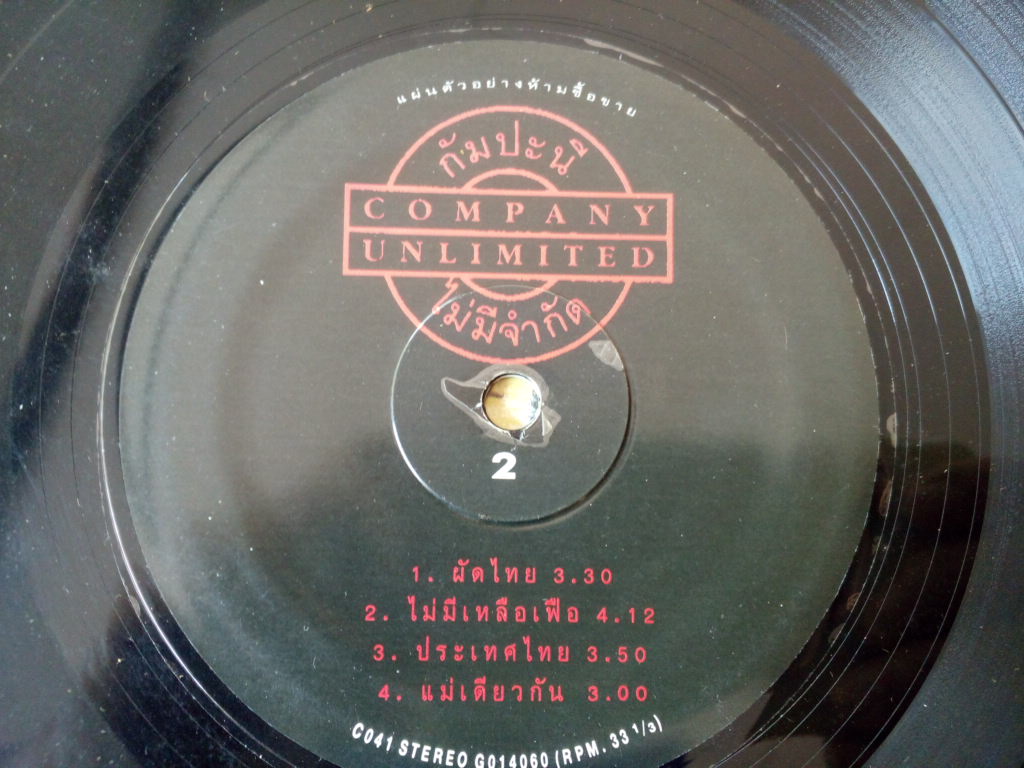 แผ่นตัวอย่างห้ามซื้อขาย
กัมปะนี
COMPANY
UNLIMITED
ไม่มีจำกัด
2
1. ผัดไทย 3.30
2. ไม่มีเหลือเฟือ 4.12
3. ประเทศไทย 3.50
4. แม่เดียวกัน 3.00
C041 STEREO G014060 (RPM. 33 1/3)